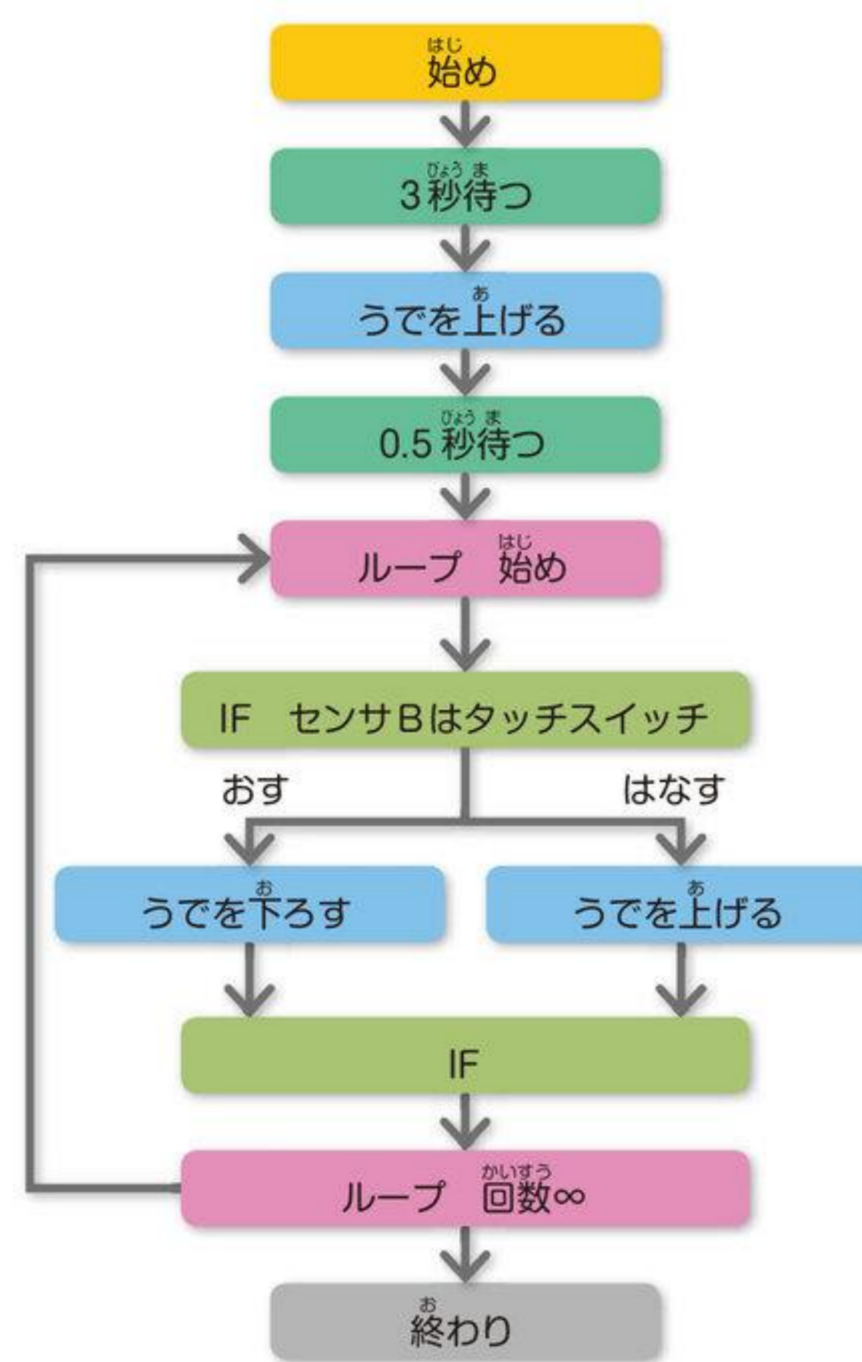 始め
3秒待つ
うでを上げる
0.5秒待つ
ループ 始め
IF センサBはタッチスイッチ
おす はなす
うでを下ろす うでを上げる
IF
ループ 回数∞
終わり